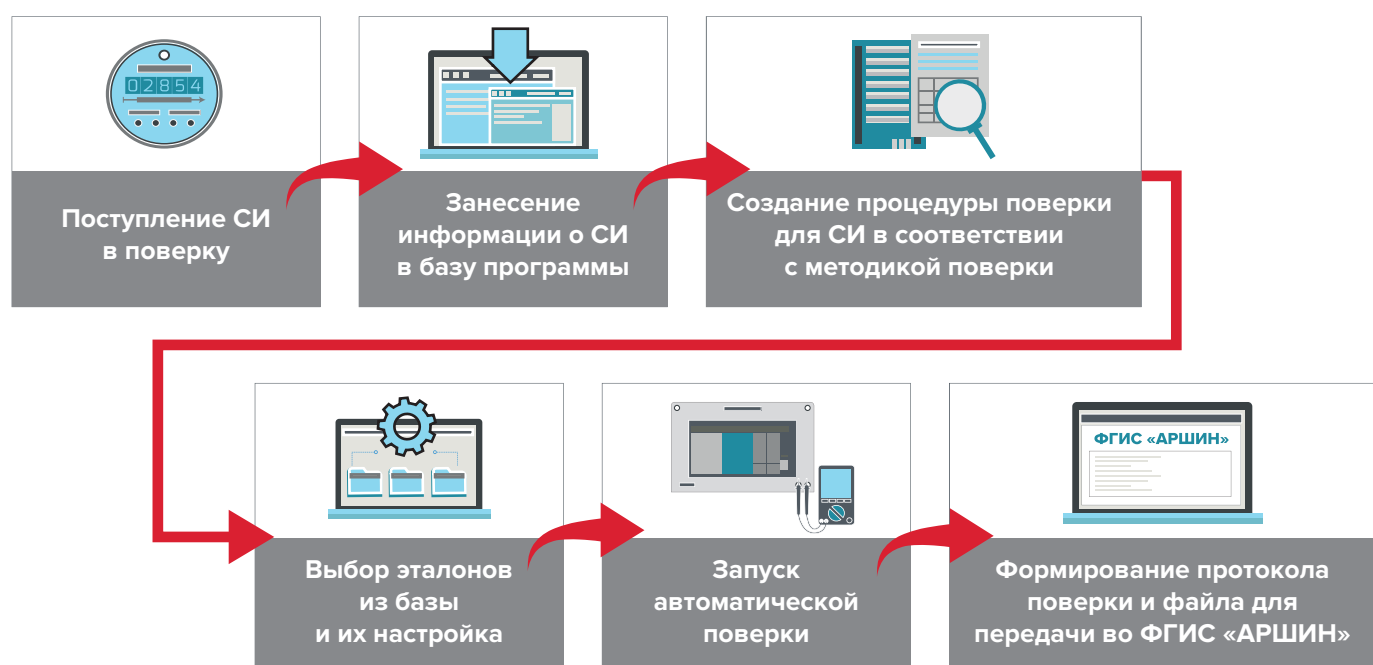 02854
Поступление СИ
в поверку
Занесение
информации о СИ
в базу программы
Создание процедуры поверки
для СИ в соответствии
с методикой поверки
Выбор эталонов
из базы
и их настройка
Запуск
автоматической
поверки
ФГИС «АРШИН»
Формирование протокола
поверки и файла для
передачи во ФГИС «АРШИН»